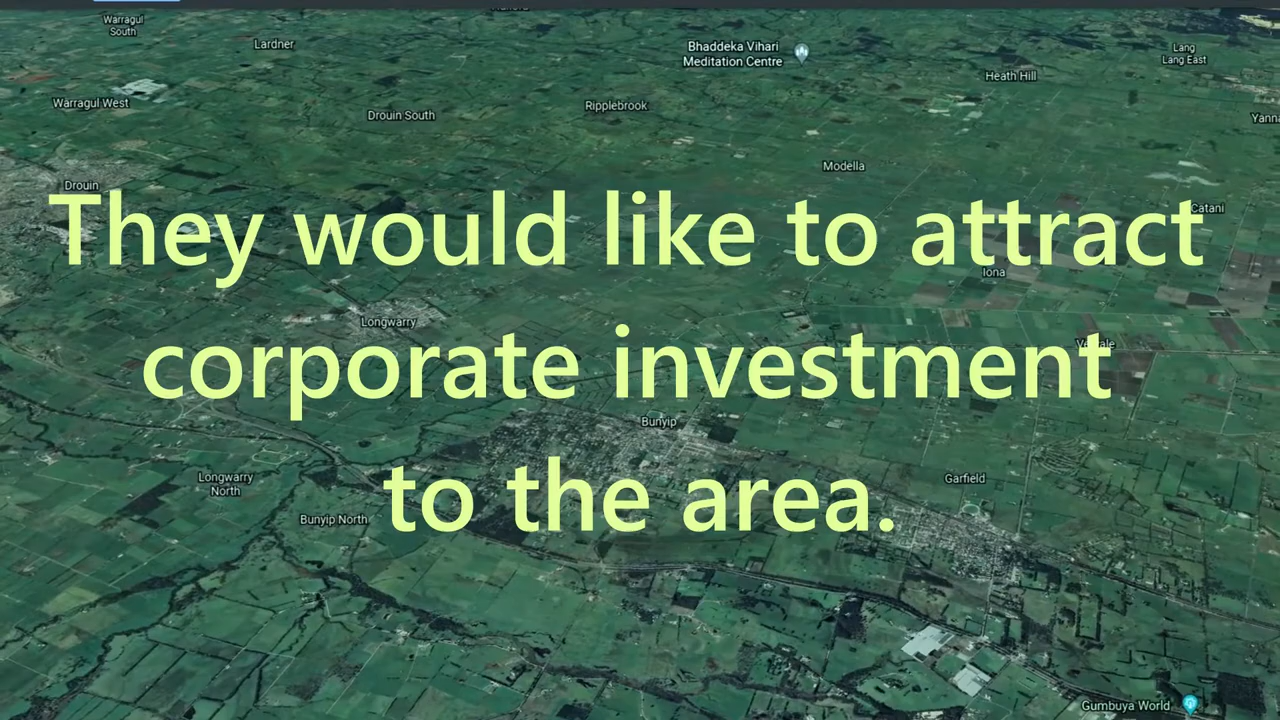 Warragul
South
Lardner
Bhaddeka Vihari
Meditation Centre
Lang
Lang East
Heath Hill
Warragul West
Drouin South
Ripplebrook
Modella
Drouin
Catani
They would like to attract
Iona
Longwarry
corporate investment
Bunyip
Longwarry
North
Garfield
to the area.
Bunyip North
Gumbuya World